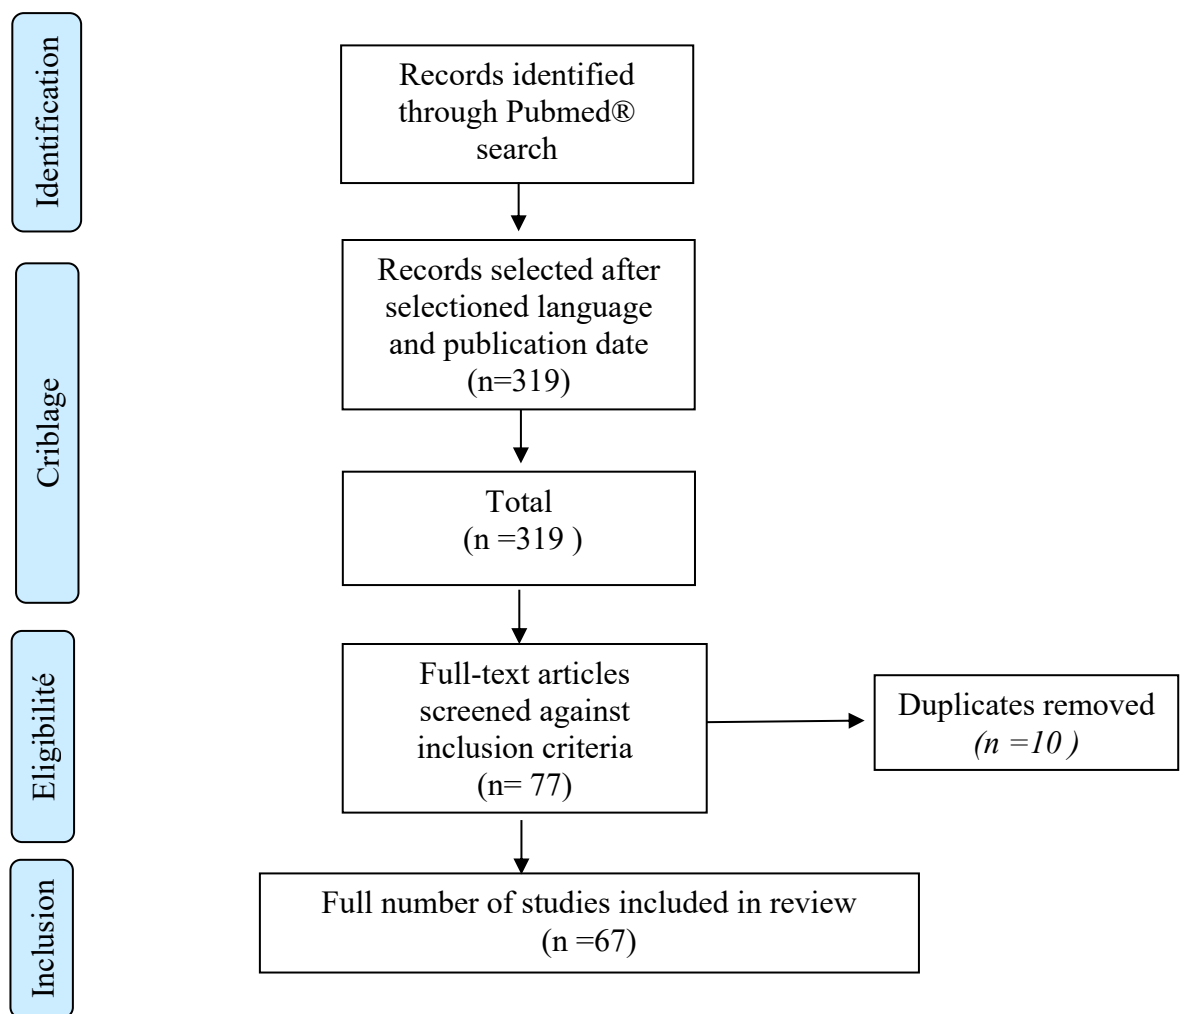 Identification
Records identified
through Pubmed®
search
Criblage
Records selected after
selectioned language
and publication date
(n=319)
Total
(n =319 )
Eligibilité
Full-text articles
screened against
inclusion criteria
(n= 77)
Duplicates removed
(n =10 )
Inclusion
Full number of studies included in review
(n =67)